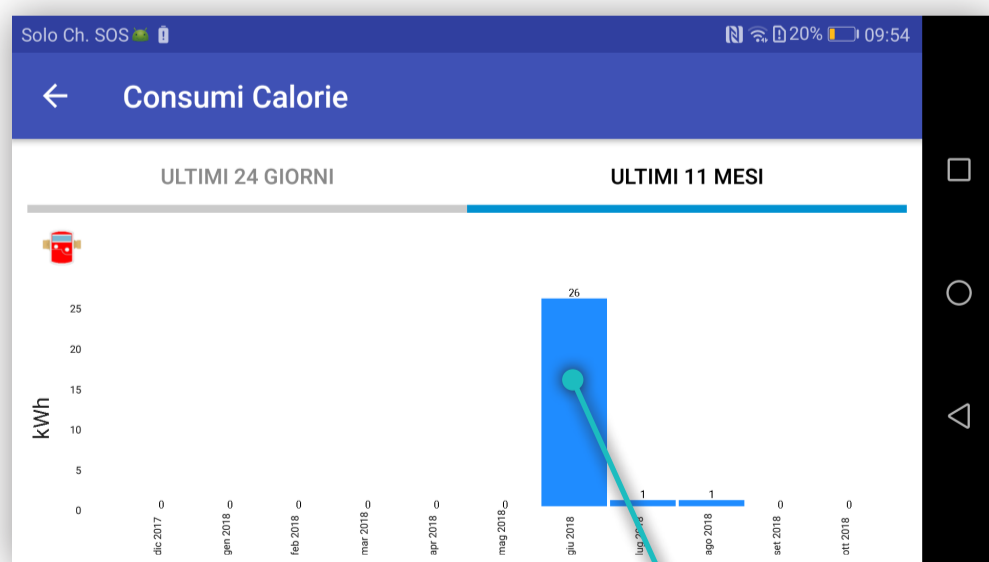 Solo Ch. SOS 20% 09:54
Consumi Calorie
ULTIMI 24 GIORNI ULTIMI 11 MESI
kWh
25
20
15
10
5
0
0 0 0 0 0 0 26 1 1 0 0
dic 2017 gen 2018 feb 2018 mar 2018 apr 2018 mag 2018 giu 2018 lug 2018 ago 2018 set 2018 ott 2018